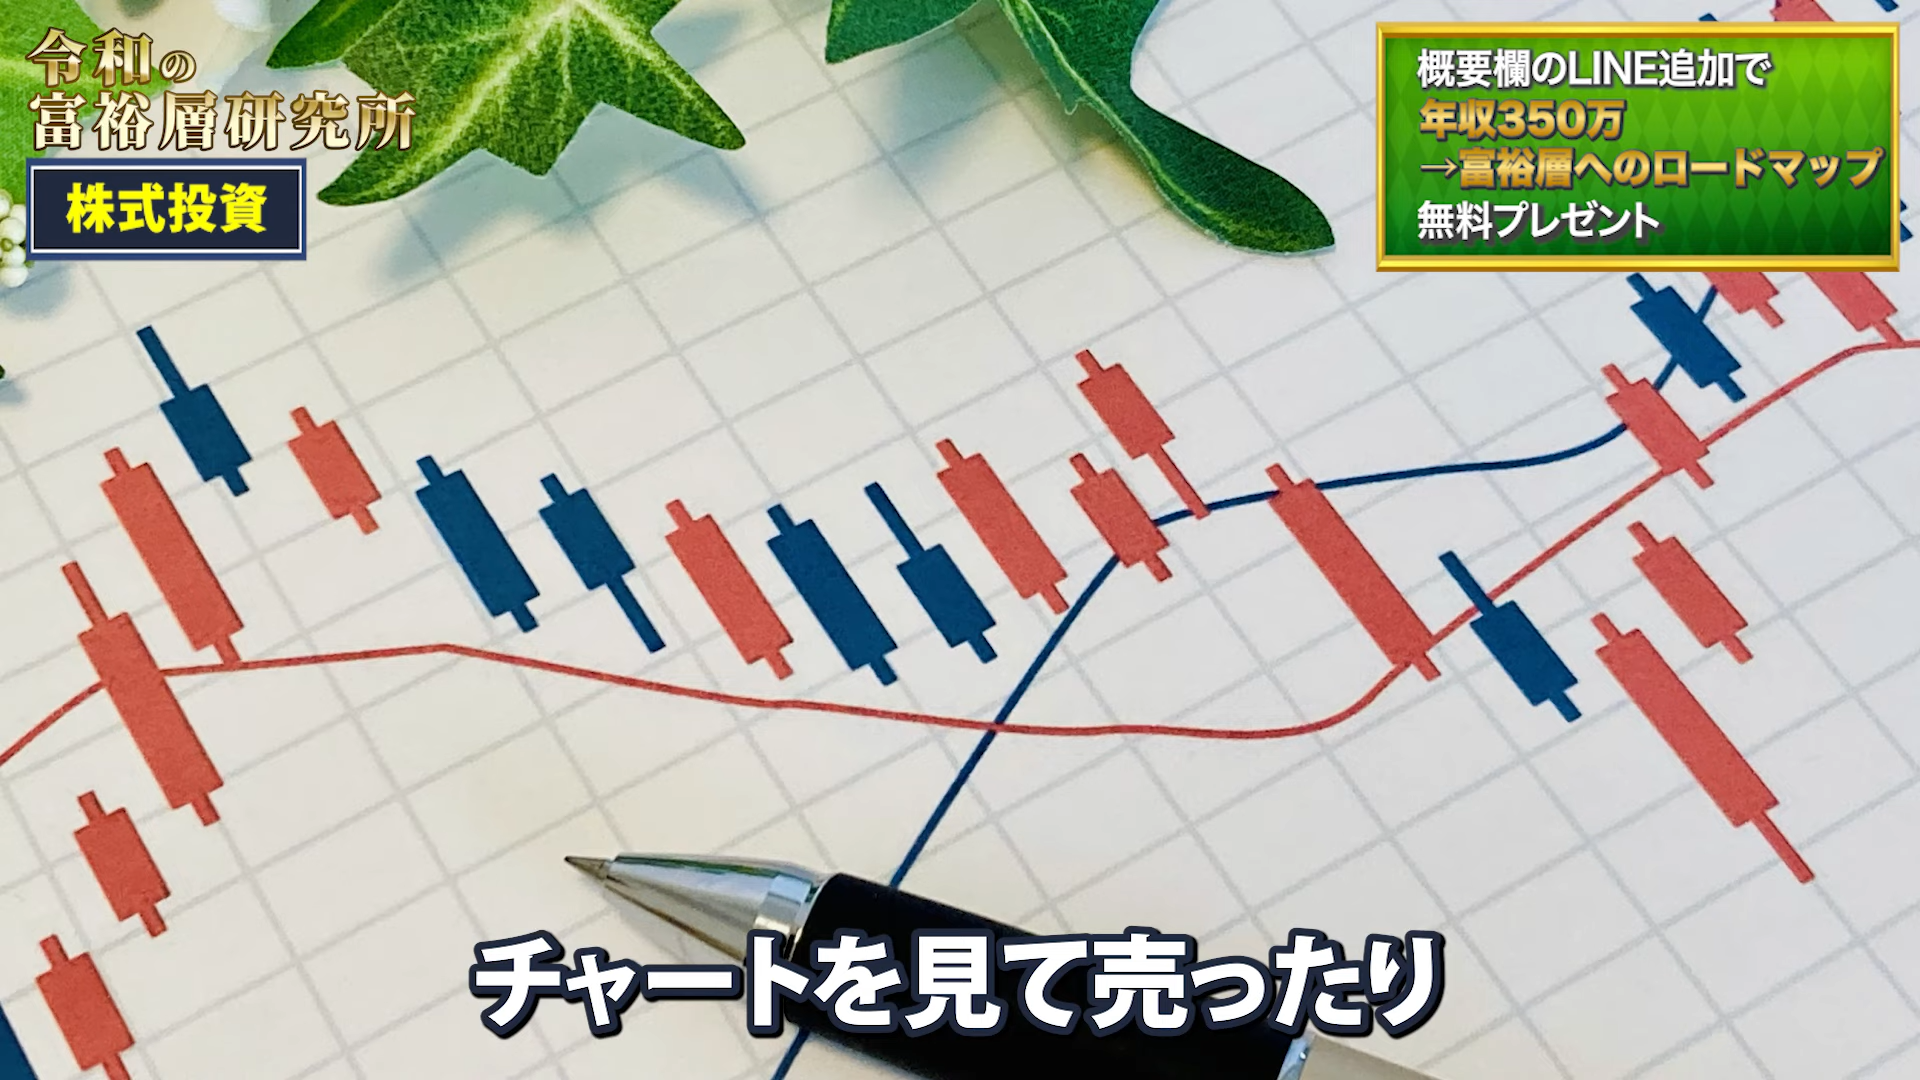 令和の
富裕層研究所
株式投資
概要欄のLINE追加で
年収350万
→富裕層へのロードマップ
無料プレゼント
チャートを見て売ったり